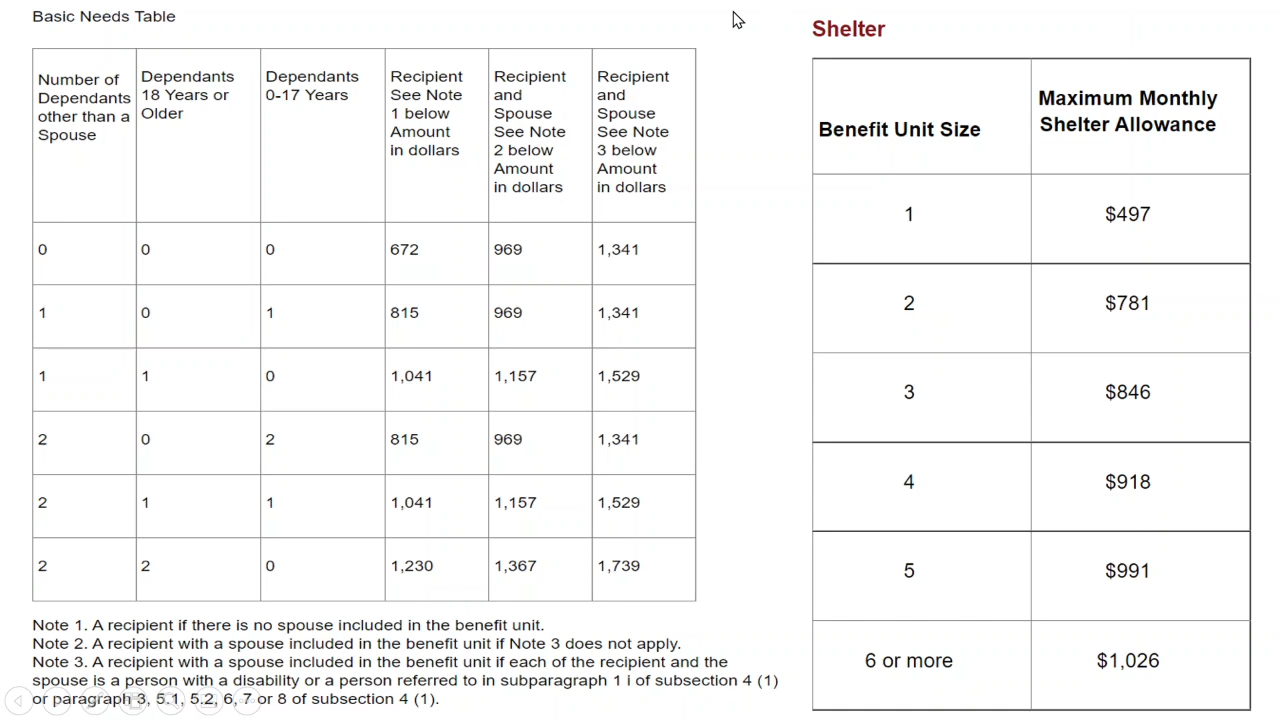 Basic Needs Table
Number of Dependants other than a Spouse | Dependants 18 Years or Older | Dependants 0-17 Years | Recipient See Note 1 below Amount in dollars | Recipient and Spouse See Note 2 below Amount in dollars | Recipient and Spouse See Note 3 below Amount in dollars
0 | 0 | 0 | 672 | 969 | 1,341
1 | 0 | 1 | 815 | 969 | 1,341
1 | 1 | 0 | 1,041 | 1,157 | 1,529
2 | 0 | 2 | 815 | 969 | 1,341
2 | 1 | 1 | 1,041 | 1,157 | 1,529
2 | 2 | 0 | 1,230 | 1,367 | 1,739
Note 1. A recipient if there is no spouse included in the benefit unit.
Note 2. A recipient with a spouse included in the benefit unit if Note 3 does not apply.
Note 3. A recipient with a spouse included in the benefit unit if each of the recipient and the
spouse is a person with a disability or a person referred to in subparagraph 1 i of subsection 4 (1)
or paragraph 3, 5.1, 5.2, 6, 7 or 8 of subsection 4 (1).
Shelter
Benefit Unit Size | Maximum Monthly Shelter Allowance
1 | $497
2 | $781
3 | $846
4 | $918
5 | $991
6 or more | $1,026